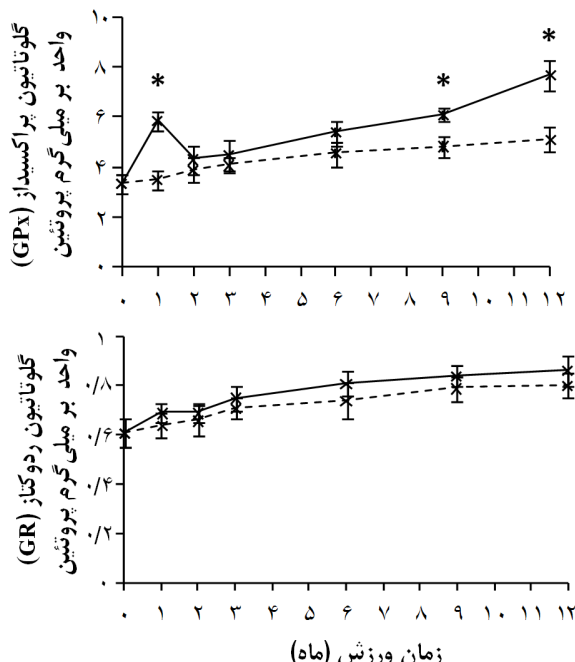 گلوتاتیون پراکسیداز (GPx)
واحد بر میلی گرم پروتئین
۱۰
۸
۶
۴
۲
۰
*
*
*
۰ ۱ ۲ ۳ ۴ ۵ ۶ ۷ ۸ ۹ ۱۰ ۱۱ ۱۲
گلوتاتیون ردوکتاز (GR)
واحد بر میلی گرم پروتئین
۱
۰/۸
۰/۶
۰/۴
۰/۲
۰
۰ ۱ ۲ ۳ ۴ ۵ ۶ ۷ ۸ ۹ ۱۰ ۱۱ ۱۲
زمان ورزش (ماه)